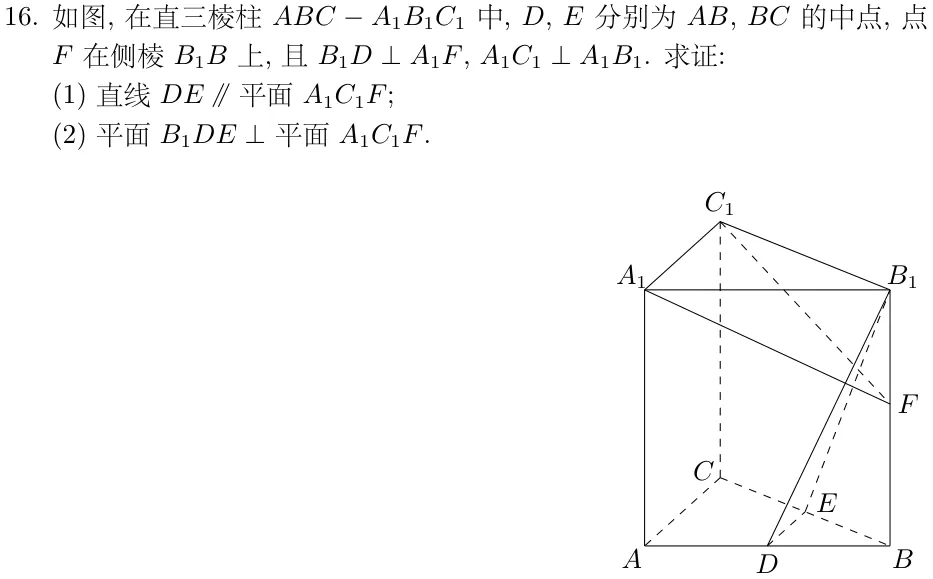 16. 如图, 在直三棱柱 ABC − A₁B₁C₁ 中, D, E 分别为 AB, BC 的中点, 点
F 在侧棱 B₁B 上, 且 B₁D ⊥ A₁F, A₁C₁ ⊥ A₁B₁. 求证:
(1) 直线 DE ∥ 平面 A₁C₁F;
(2) 平面 B₁DE ⊥ 平面 A₁C₁F.
C₁
A₁
B₁
F
C
E
A
D
B